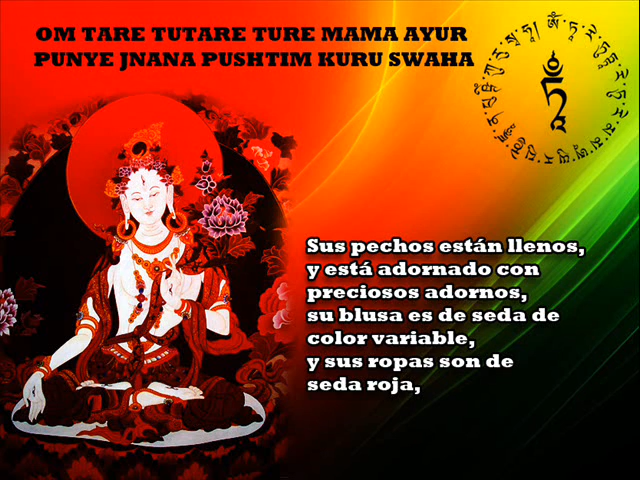 OM TARE TUTARE TURE MAMA AYUR
PUNYE JNANA PUSHTIM KURU SWAHA
Sus pechos están llenos,
y está adornado con
preciosos adornos,
su blusa es de seda de
color variable,
y sus ropas son de
seda roja,